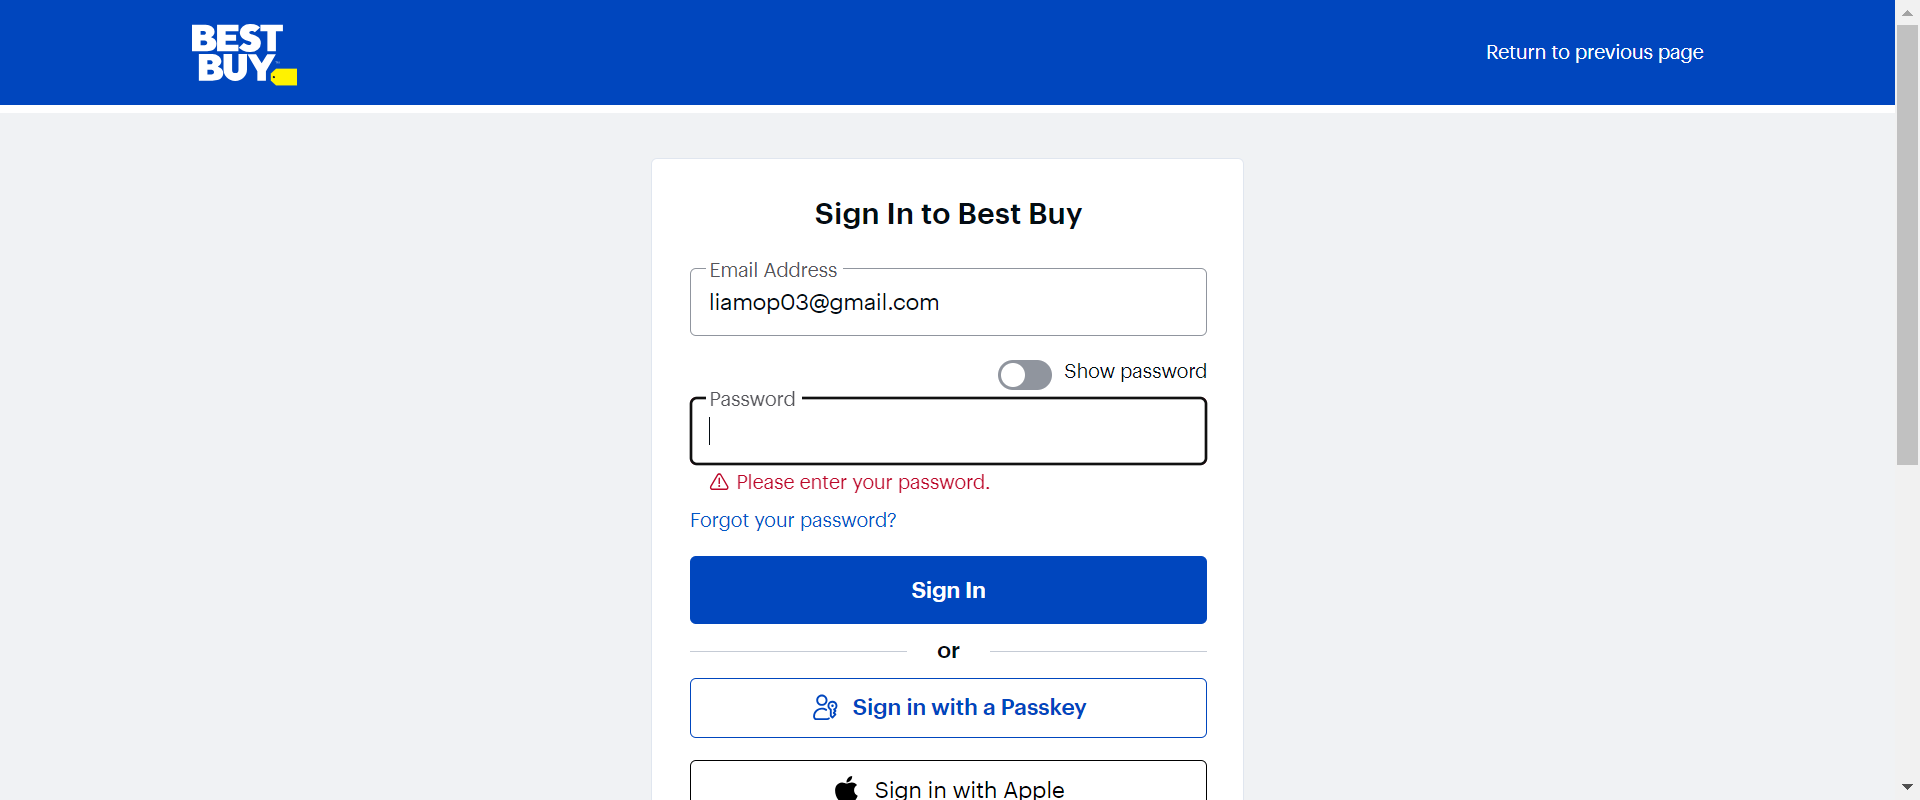 BEST
BUY
Return to previous page
Sign In to Best Buy
Email Address
liamop03@gmail.com
Show password
Password
Please enter your password.
Forgot your password?
Sign In
or
Sign in with a Passkey
Sign in with Apple